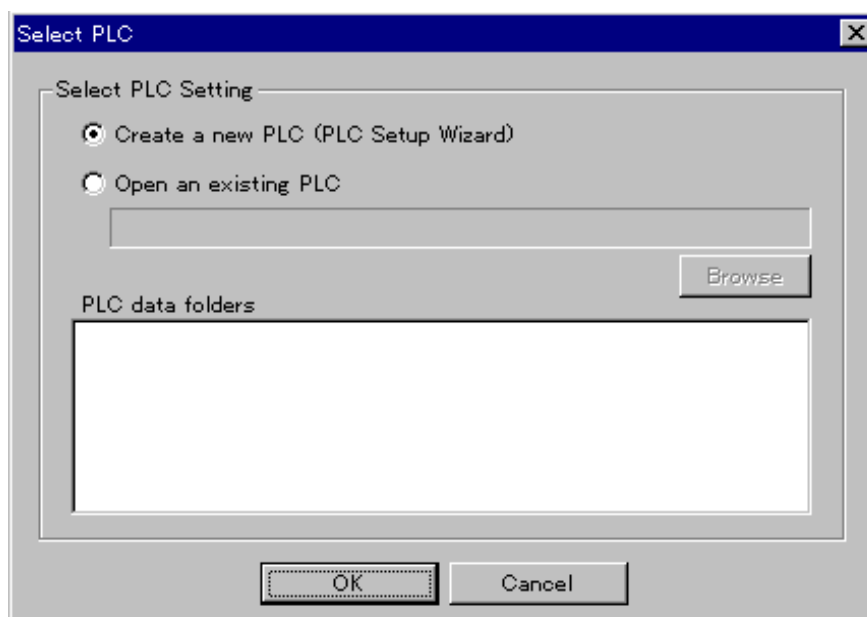 Select PLC
Select PLC Setting
Create a new PLC (PLC Setup Wizard)
Open an existing PLC
Browse
PLC data folders
OK
Cancel